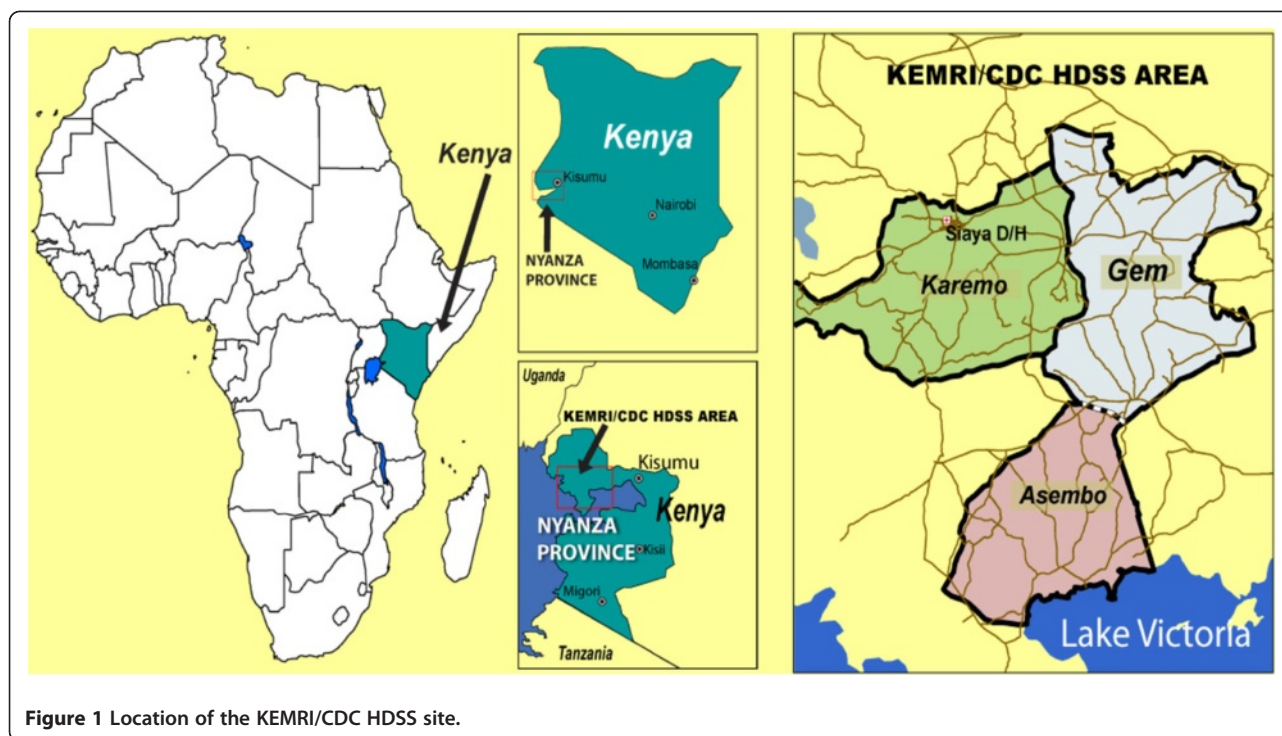 Kenya
Kenya
Kisumu
Nairobi
Mombasa
NYANZA
PROVINCE
Uganda
KEMRI/CDC HDSS AREA
Kisumu
Kenya
NYANZA
PROVINCE
Kisii
Migori
Tanzania
KEMRI/CDC HDSS AREA
Siaya D/H
Karemo
Gem
Asembo
Lake Victoria
Figure 1 Location of the KEMRI/CDC HDSS site.